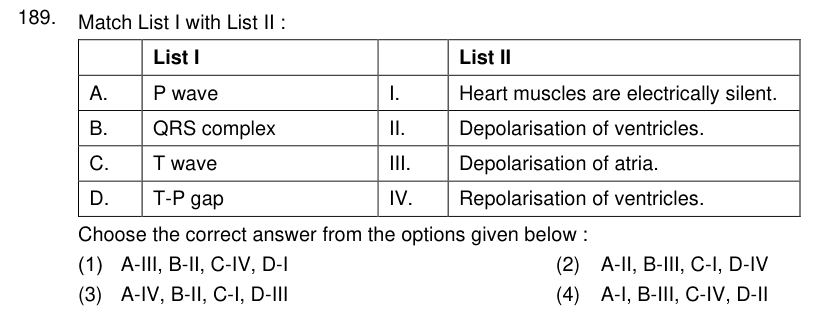 189. Match List I with List II :
List I List II
A. P wave I. Heart muscles are electrically silent.
B. QRS complex II. Depolarisation of ventricles.
C. T wave III. Depolarisation of atria.
D. T-P gap IV. Repolarisation of ventricles.
Choose the correct answer from the options given below :
(1) A-III, B-II, C-IV, D-I (2) A-II, B-III, C-I, D-IV
(3) A-IV, B-II, C-I, D-III (4) A-I, B-III, C-IV, D-II